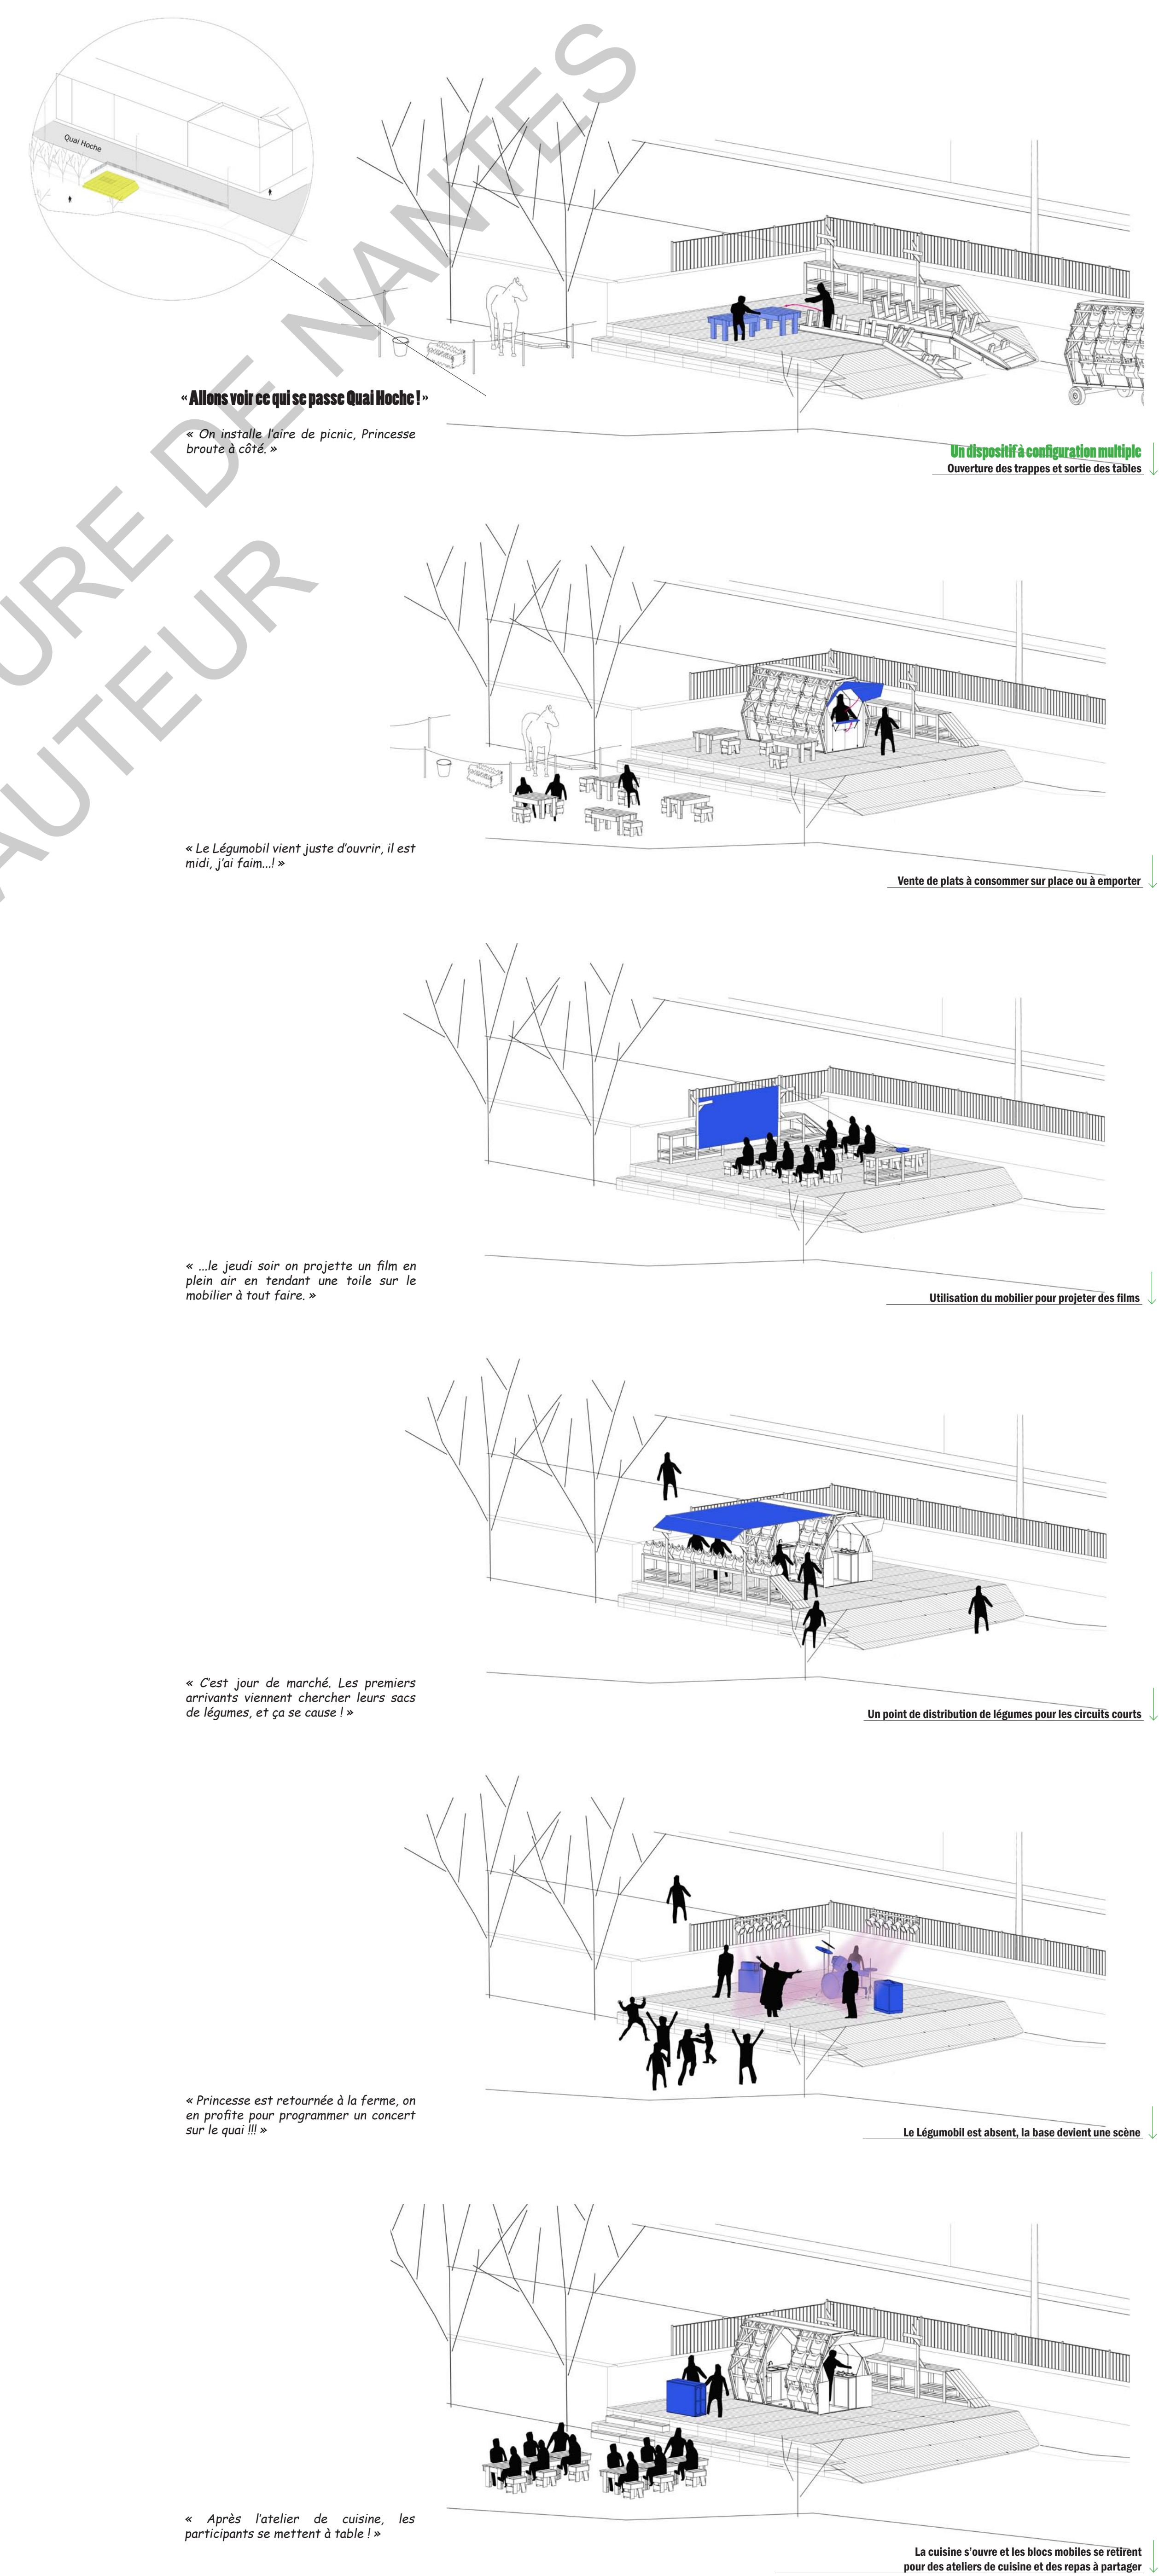 URE DE NANTES
AUTEUR
Quai Hoche
« Allons voir ce qui se passe Quai Hoche ! »
« On installe l'aire de picnic, Princesse
broute à côté. »
Un dispositif à configuration multiple
Ouverture des trappes et sortie des tables
« Le Légumobil vient juste d'ouvrir, il est
midi, j'ai faim...! »
Vente de plats à consommer sur place ou à emporter
« ...le jeudi soir on projette un film en
plein air en tendant une toile sur le
mobilier à tout faire. »
Utilisation du mobilier pour projeter des films
« C'est jour de marché. Les premiers
arrivants viennent chercher leurs sacs
de légumes, et ça se cause ! »
Un point de distribution de légumes pour les circuits courts
« Princesse est retournée à la ferme, on
en profite pour programmer un concert
sur le quai !!! »
Le Légumobil est absent, la base devient une scène
« Après l'atelier de cuisine, les
participants se mettent à table ! »
La cuisine s'ouvre et les blocs mobiles se retirent
pour des ateliers de cuisine et des repas à partager